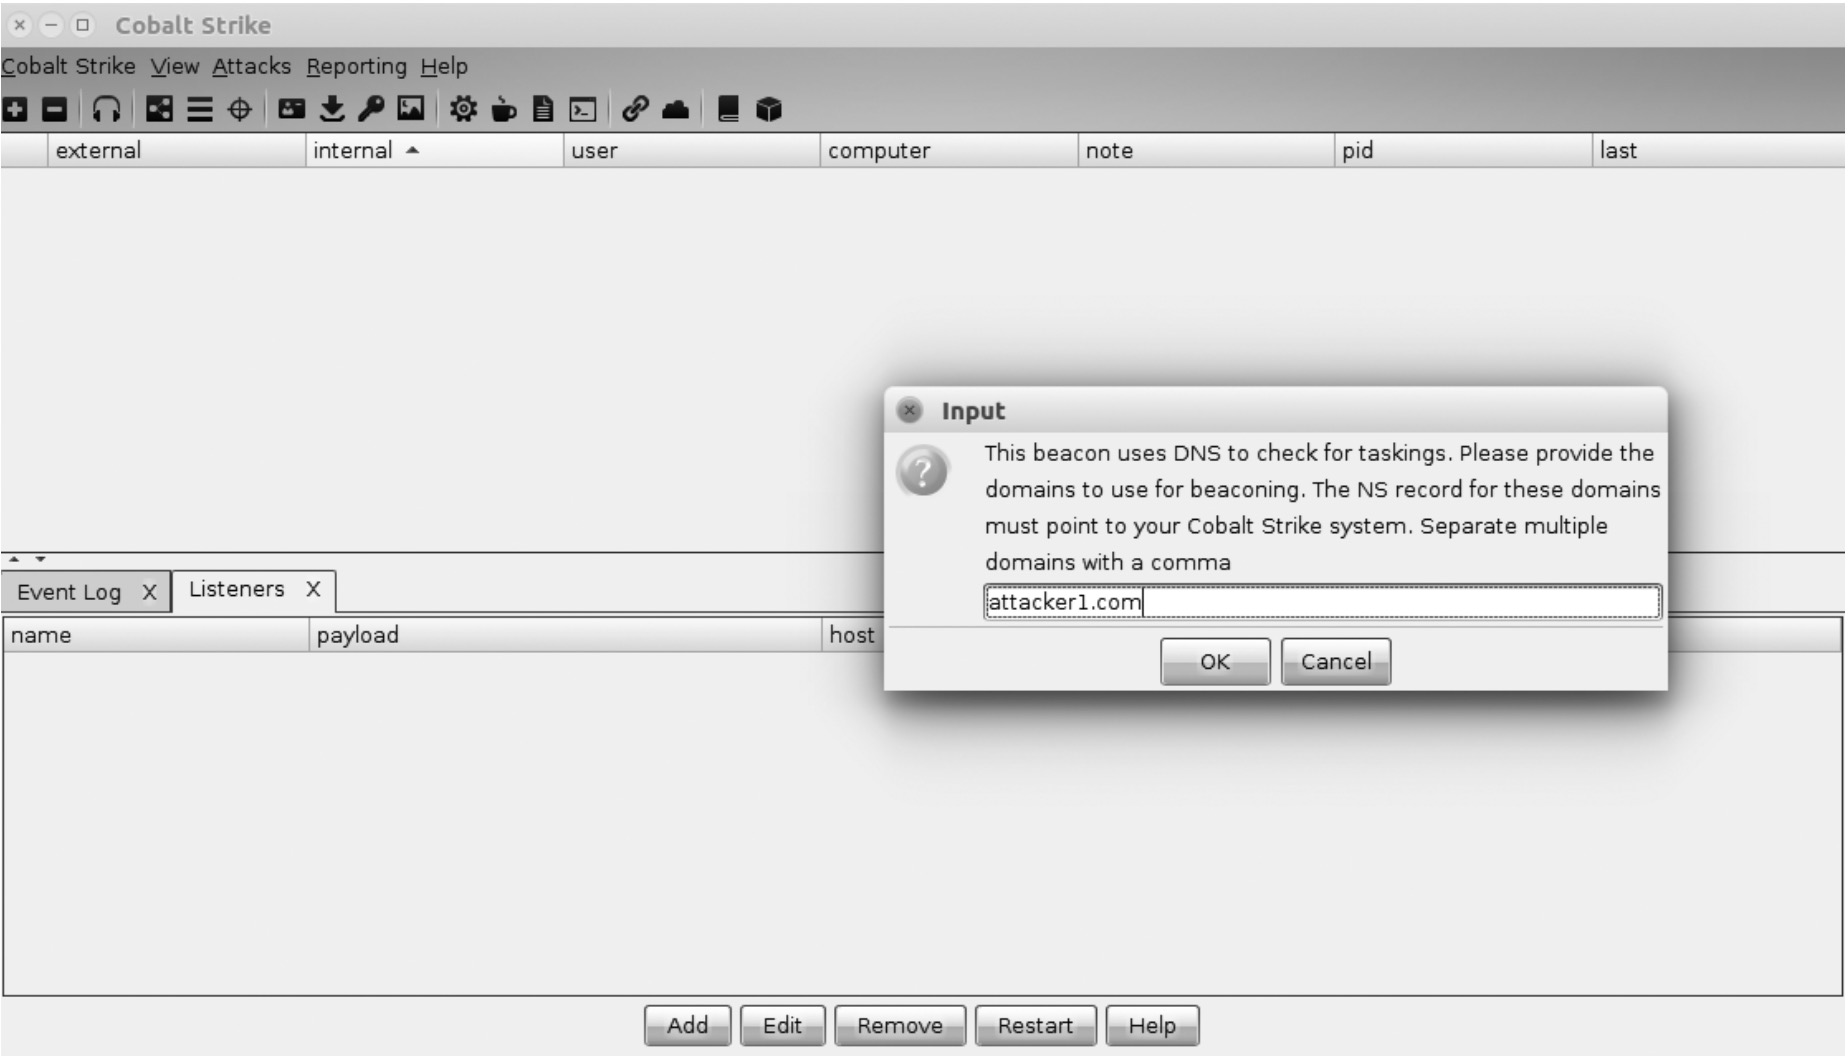 Cobalt Strike
Cobalt Strike View Attacks Reporting Help
external internal user computer note pid last
Input
This beacon uses DNS to check for taskings. Please provide the
domains to use for beaconing. The NS record for these domains
must point to your Cobalt Strike system. Separate multiple
domains with a comma
attacker1.com
OK Cancel
Event Log X Listeners X
name payload host
Add Edit Remove Restart Help